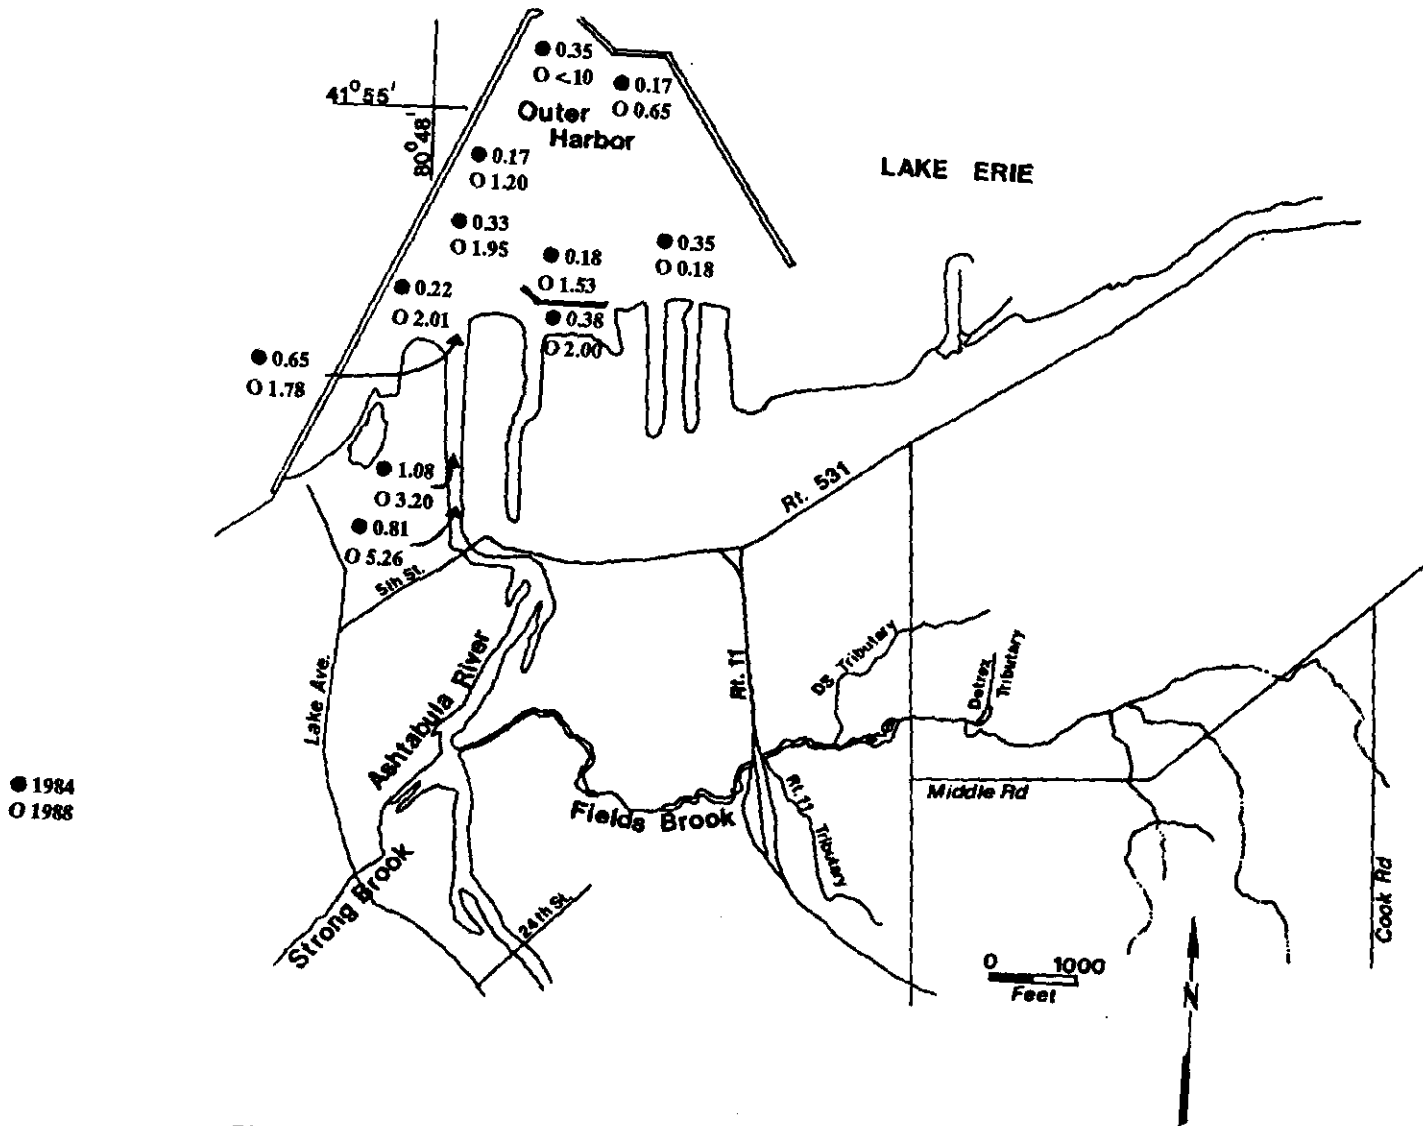 ● 0.35
O <.10
● 0.17
O 0.65
41°55'
80°48'
Outer
Harbor
● 0.17
O 1.20
LAKE ERIE
● 0.33
O 1.95
● 0.18
O 1.53
● 0.35
O 0.18
● 0.22
O 2.01
● 0.38
O 2.00
● 0.65
O 1.78
● 1.08
O 3.20
● 0.81
O 5.26
Rt. 531
5th St.
Lake Ave.
Ashtabula River
Rt. 11
DS Tributary
Detrex
Tributary
● 1984
O 1988
Fields Brook
Rt. 11 Tributary
Middle Rd
Strong Brook
24th St.
Cook Rd
0 1000
Feet
N